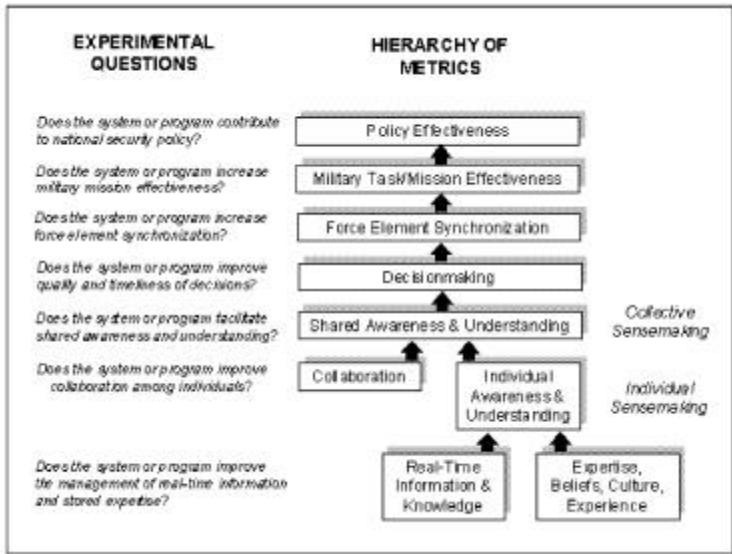 EXPERIMENTAL
QUESTIONS
HIERARCHY OF
METRICS
Does the system or program contribute
to national security policy?
Policy Effectiveness
Does the system or program increase
military mission effectiveness?
Military Task/Mission Effectiveness
Does the system or program increase
force element synchronization?
Force Element Synchronization
Does the system or program improve
quality and timeliness of decisions?
Decisionmaking
Does the system or program facilitate
shared awareness and understanding?
Shared Awareness & Understanding
Collective
Sensemaking
Does the system or program improve
collaboration among individuals?
Collaboration
Individual
Awareness &
Understanding
Individual
Sensemaking
Does the system or program improve
the management of real-time information
and stored expertise?
Real-Time
Information &
Knowledge
Expertise,
Beliefs, Culture,
Experience